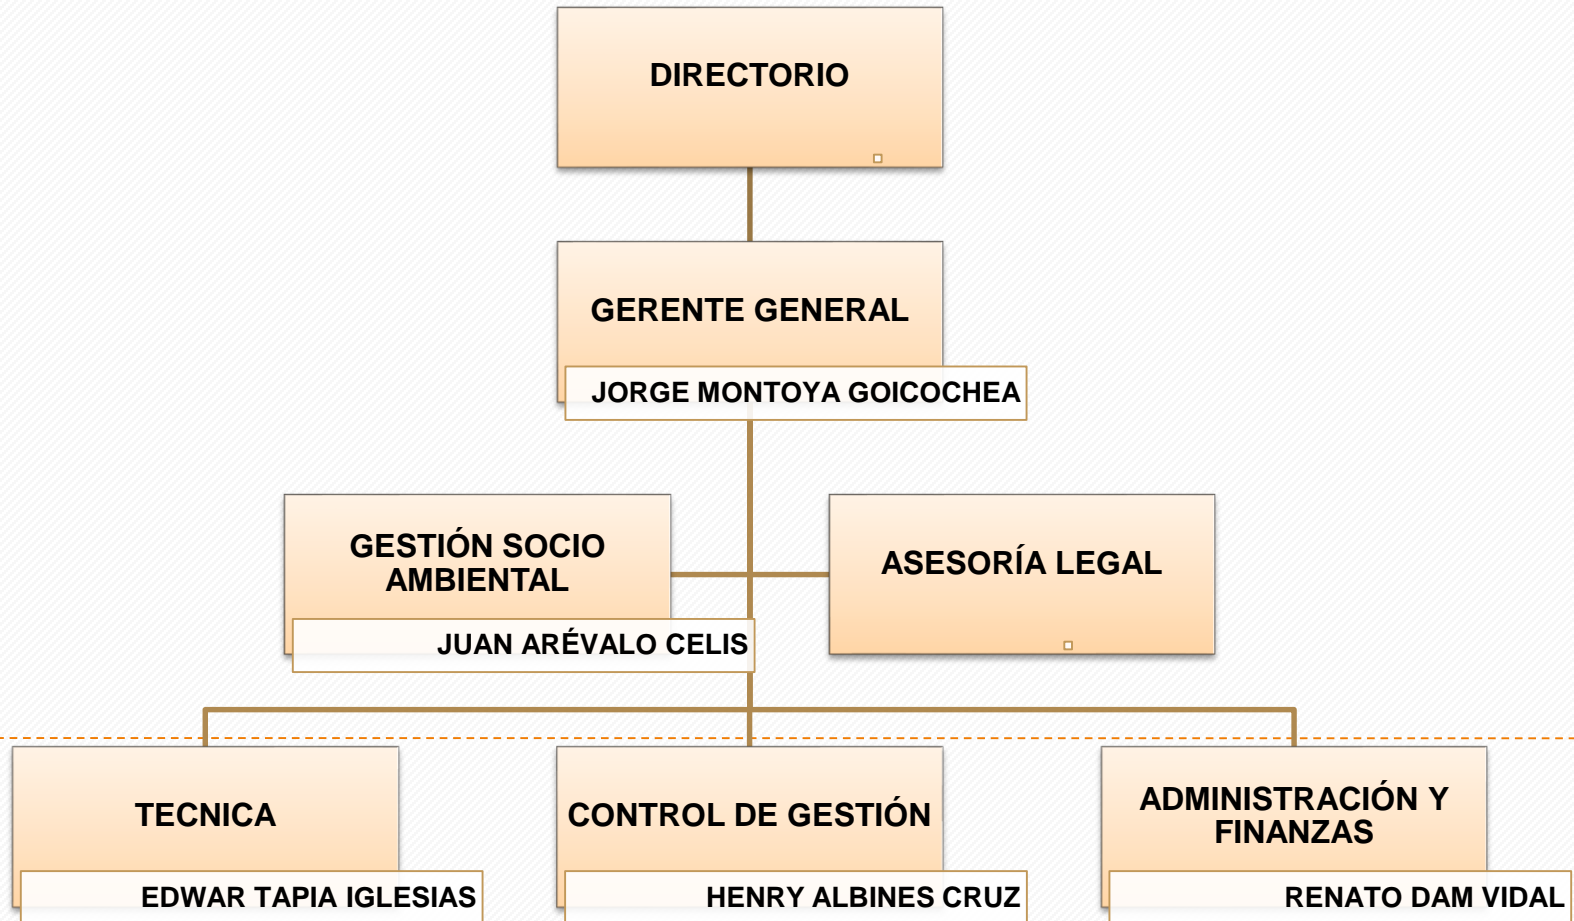 DIRECTORIO
GERENTE GENERAL
JORGE MONTOYA GOICOCHEA
GESTIÓN SOCIO
AMBIENTAL
JUAN ARÉVALO CELIS
ASESORÍA LEGAL
TECNICA
EDWAR TAPIA IGLESIAS
CONTROL DE GESTIÓN
HENRY ALBINES CRUZ
ADMINISTRACIÓN Y
FINANZAS
RENATO DAM VIDAL